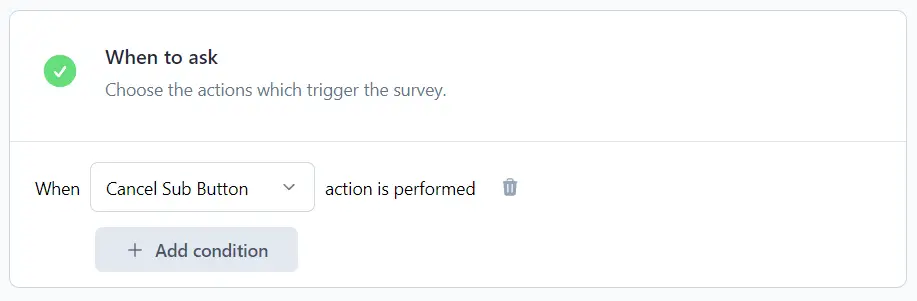 When to ask
Choose the actions which trigger the survey.
When Cancel Sub Button action is performed
Add condition